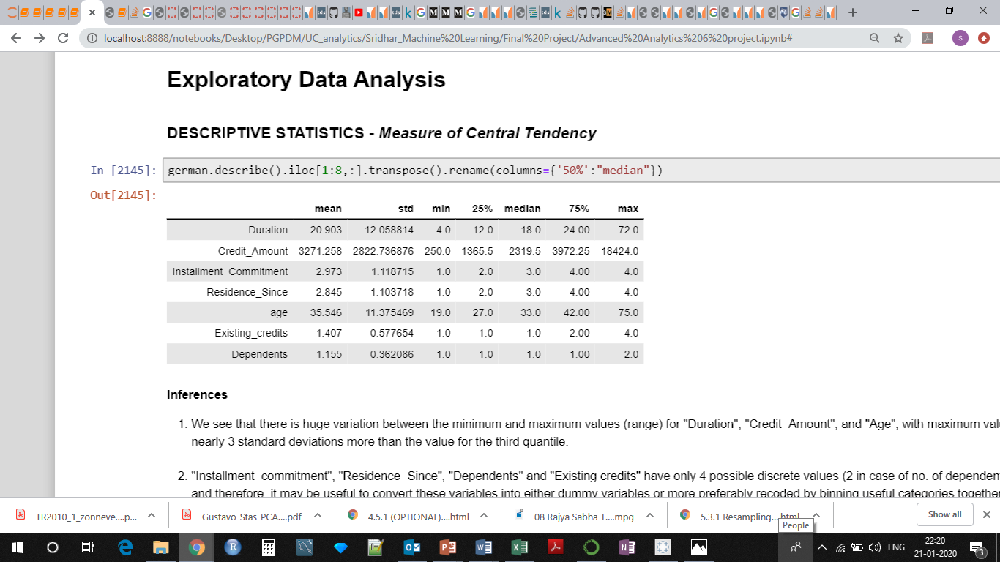 localhost:8888/notebooks/Desktop/PGPDM/UC_analytics/Sridhar_Machine%20Learning/Final%20Project/Advanced%20Analytics%206%20project.ipynb#
S
Exploratory Data Analysis
DESCRIPTIVE STATISTICS - Measure of Central Tendency
In [2145]: german.describe().iloc[1:8,:].transpose().rename(columns={'50%':"median"})
Out[2145]:
mean std min 25% median 75% max
Duration 20.903 12.058814 4.0 12.0 18.0 24.00 72.0
Credit_Amount 3271.258 2822.736876 250.0 1365.5 2319.5 3972.25 18424.0
Installment_Commitment 2.973 1.118715 1.0 2.0 3.0 4.00 4.0
Residence_Since 2.845 1.103718 1.0 2.0 3.0 4.00 4.0
age 35.546 11.375469 19.0 27.0 33.0 42.00 75.0
Existing_credits 1.407 0.577654 1.0 1.0 1.0 2.00 4.0
Dependents 1.155 0.362086 1.0 1.0 1.0 1.00 2.0
Inferences
1. We see that there is huge variation between the minimum and maximum values (range) for "Duration", "Credit_Amount", and "Age", with maximum val
nearly 3 standard deviations more than the value for the third quantile.
2. "Installment_commitment", "Residence_Since", "Dependents" and "Existing credits" have only 4 possible discrete values (2 in case of no. of dependen
and therefore, it may be useful to convert these variables into either dummy variables or more preferably recoded by binning useful categories together
TR2010_1_zonneve....p... Gustavo-Stas-PCA....pdf 4.5.1 (OPTIONAL)....html 08 Rajya Sabha T....mpg 5.3.1 Resampling....html Show all
People
ENG 22:20
21-01-2020 3